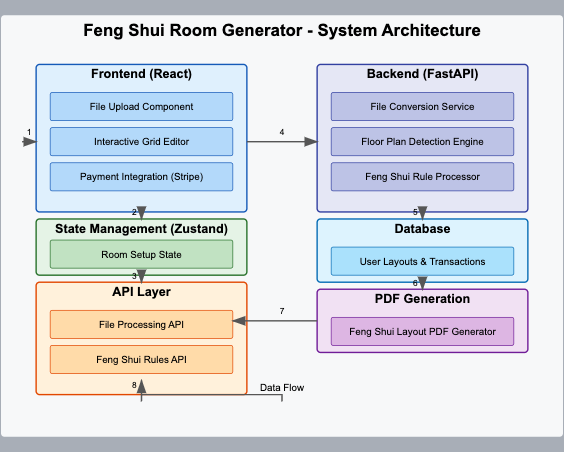 Feng Shui Room Generator - System Architecture
Frontend (React)
File Upload Component
Interactive Grid Editor
Payment Integration (Stripe)
Backend (FastAPI)
File Conversion Service
Floor Plan Detection Engine
Feng Shui Rule Processor
1
4
2
5
State Management (Zustand)
Room Setup State
Database
User Layouts & Transactions
3
6
API Layer
File Processing API
Feng Shui Rules API
7
PDF Generation
Feng Shui Layout PDF Generator
8
Data Flow